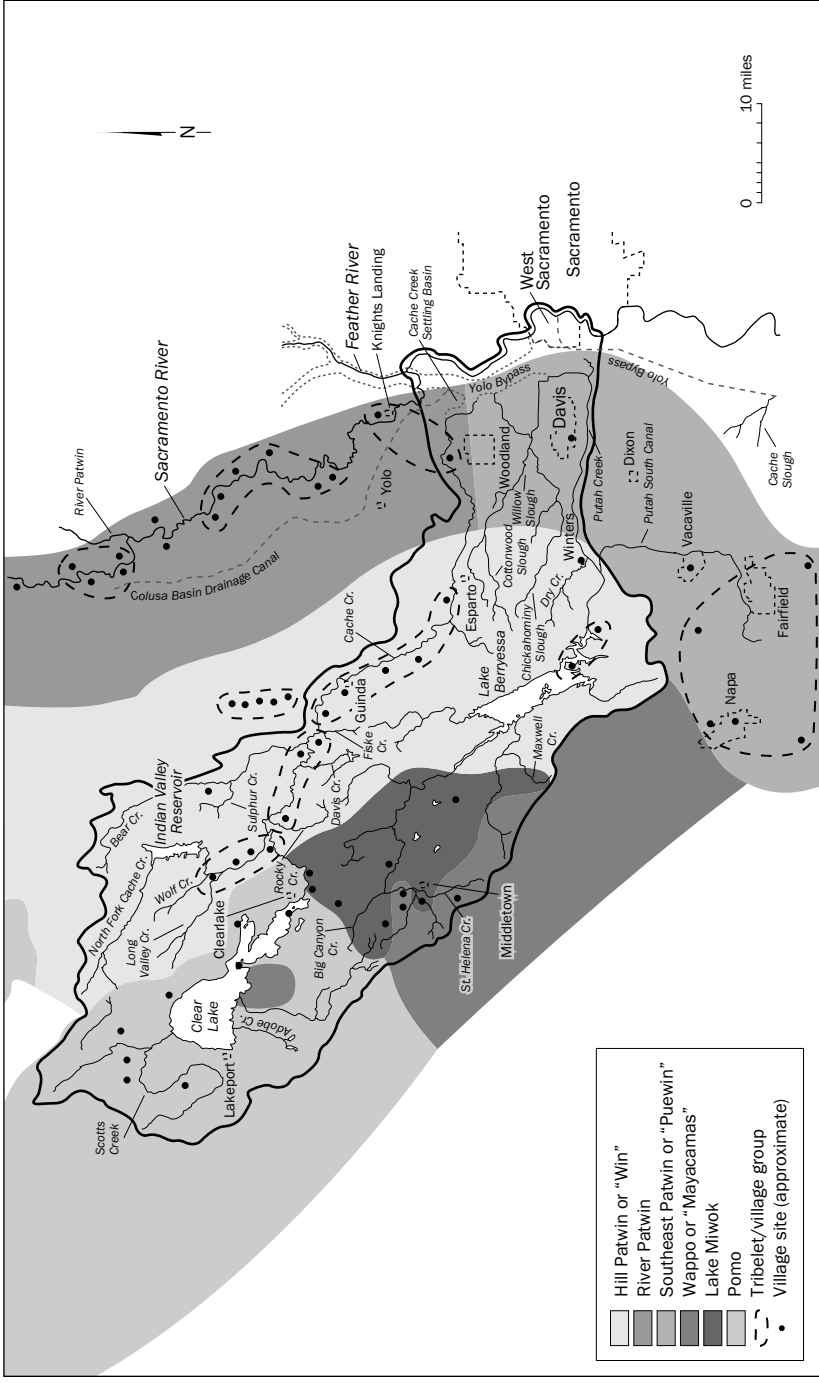 N
0
10 miles
River Patwin
Sacramento River
Colusa Basin Drainage Canal
Feather River
Knights Landing
Cache Creek
Settling Basin
Yolo
Yolo Bypass
West
Sacramento
Sacramento
Yolo Bypass
Woodland
Willow
Slough
Cottonwood
Slough
Davis
Putah Creek
Dixon
Putah South Canal
Cache
Slough
Vacaville
Fairfield
Napa
Winters
Dry Cr.
Chickahominy
Slough
Esparto
Lake
Berryessa
Cache Cr.
Guinda
Fiske
Cr.
Maxwell
Cr.
Davis Cr.
Sulphur Cr.
Bear Cr.
Indian Valley
Reservoir
North Fork Cache Cr.
Wolf Cr.
Long
Valley Cr.
Rocky
Cr.
Clearlake
Big Canyon
Cr.
St. Helena Cr.
Middletown
Clear
Lake
Adobe Cr.
Lakeport
Scotts
Creek
Hill Patwin or “Win”
River Patwin
Southeast Patwin or “Puewin”
Wappo or “Mayacamas”
Lake Miwok
Pomo
Tribelet/village group
Village site (approximate)